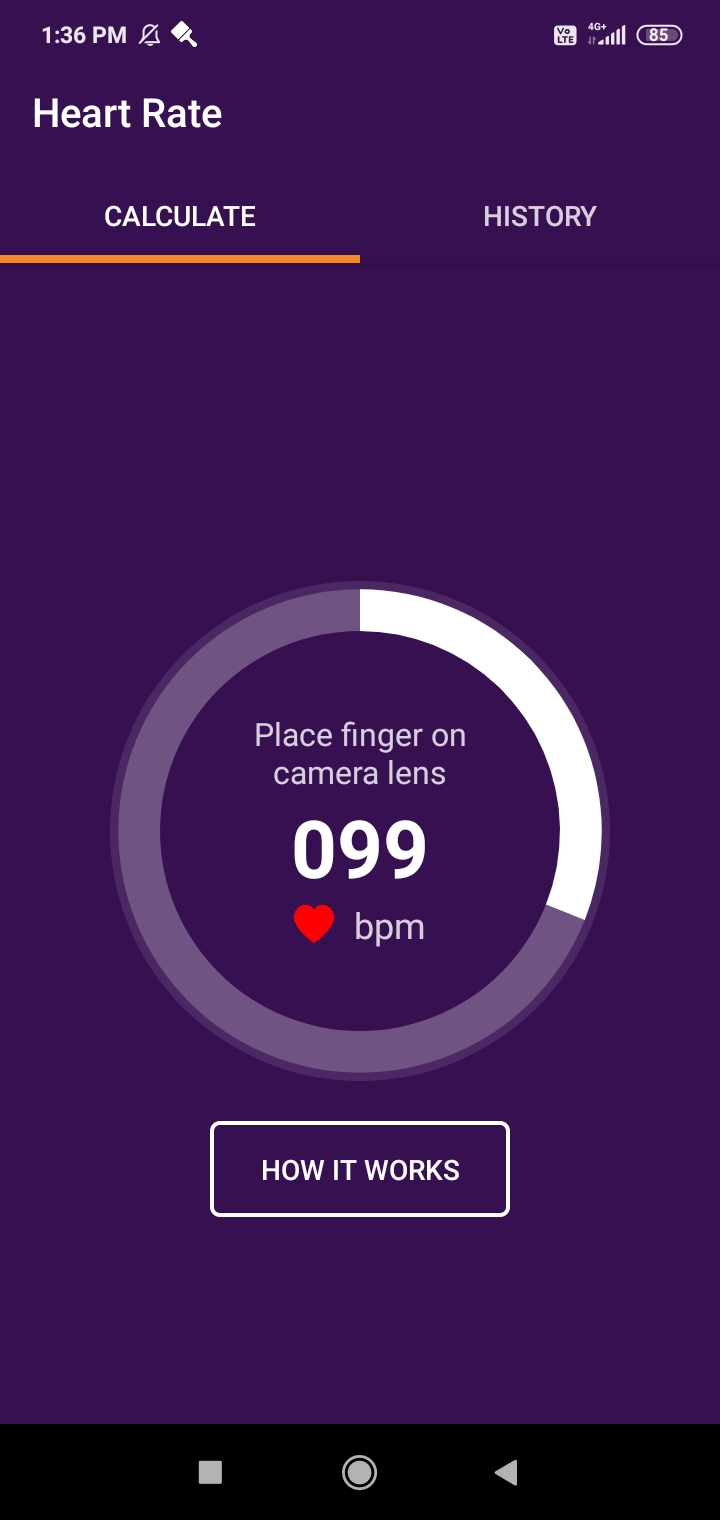 1:36 PM
Vo
LTE
4G+
85
Heart Rate
CALCULATE
HISTORY
Place finger on
camera lens
099
bpm
HOW IT WORKS